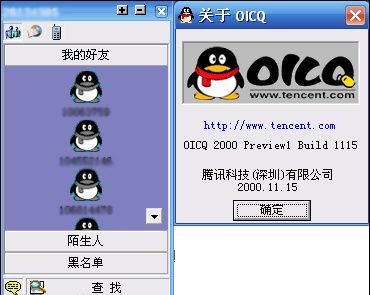 我的好友
陌生人
黑名单
查 找
关于 OICQ
OICQ
www.tencent.com
http://www.tencent.com
OICQ 2000 Preview1 Build 1115
腾讯科技(深圳)有限公司
2000.11.15
确定